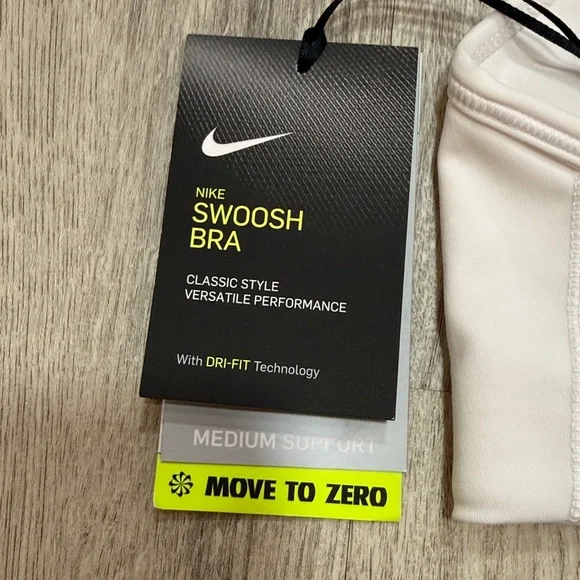 NIKE
SWOOSH
BRA
CLASSIC STYLE
VERSATILE PERFORMANCE
With DRI-FIT Technology
MEDIUM SUPPORT
MOVE TO ZERO